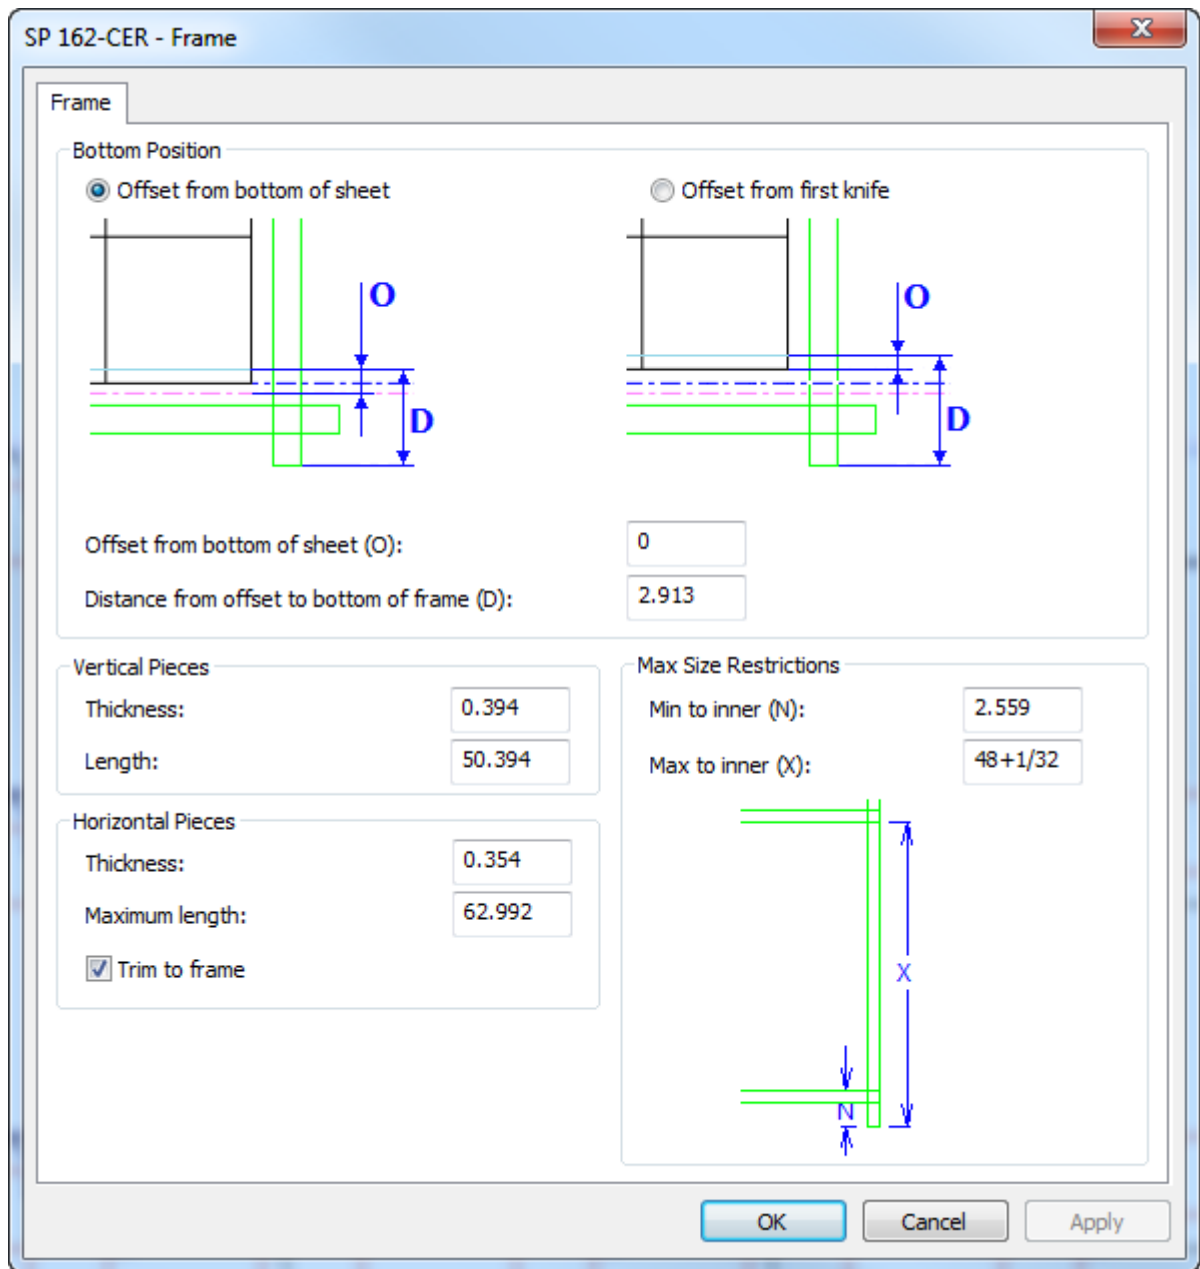 SP 162-CER - Frame
Frame
Bottom Position
Offset from bottom of sheet
Offset from first knife
O
D
O
D
Offset from bottom of sheet (O): 0
Distance from offset to bottom of frame (D): 2.913
Vertical Pieces
Thickness: 0.394
Length: 50.394
Horizontal Pieces
Thickness: 0.354
Maximum length: 62.992
Trim to frame
Max Size Restrictions
Min to inner (N): 2.559
Max to inner (X): 48+1/32
X
N
OK Cancel Apply